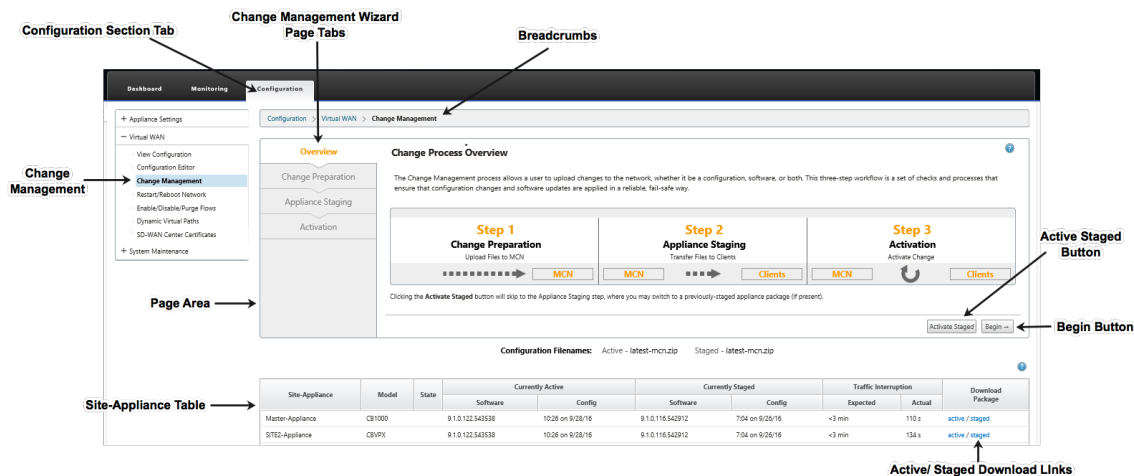 Change Management Wizard
Page Tabs
Configuration Section Tab
Breadcrumbs
Dashboard Monitoring Configuration
+ Appliance Settings
− Virtual WAN
View Configuration
Configuration Editor
Change Management
Restart/Reboot Network
Enable/Disable/Purge Flows
Dynamic Virtual Paths
SD-WAN Center Certificates
+ System Maintenance
Change
Management
Configuration > Virtual WAN > Change Management
Overview
Change Preparation
Appliance Staging
Activation
Change Process Overview
?
The Change Management process allows a user to upload changes to the network, whether it be a configuration, software, or both. This three-step workflow is a set of checks and processes that
ensure that configuration changes and software updates are applied in a reliable, fail-safe way.
Step 1
Change Preparation
Upload Files to MCN
MCN
Step 2
Appliance Staging
Transfer Files to Clients
MCN Clients
Step 3
Activation
Activate Change
MCN Clients
Active Staged
Button
Page Area
Clicking the Activate Staged button will skip to the Appliance Staging step, where you may switch to a previously-staged appliance package (if present).
Activate Staged Begin →
Begin Button
Configuration Filenames: Active - latest-mcn.zip Staged - latest-mcn.zip
?
Site-Appliance Table
Site-Appliance Model State Currently Active Currently Staged Traffic Interruption Download
Package
Software Config Software Config Expected Actual
Master-Appliance CB1000 9.1.0.122.543538 10:26 on 9/28/16 9.1.0.116.542912 7:04 on 9/26/16 <3 min 110 s active / staged
SITE2-Appliance CBVPX 9.1.0.122.543538 10:26 on 9/28/16 9.1.0.116.542912 7:04 on 9/26/16 <3 min 134 s active / staged
Active/ Staged Download LInks